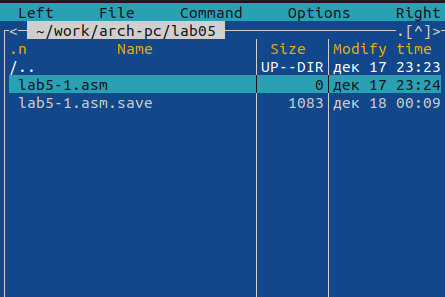 Left File Command Options Right
<- ~/work/arch-pc/lab05 .[^]>
.n Name Size Modify time
/.. UP--DIR дек 17 23:23
lab5-1.asm 0 дек 17 23:24
lab5-1.asm.save 1083 дек 18 00:09